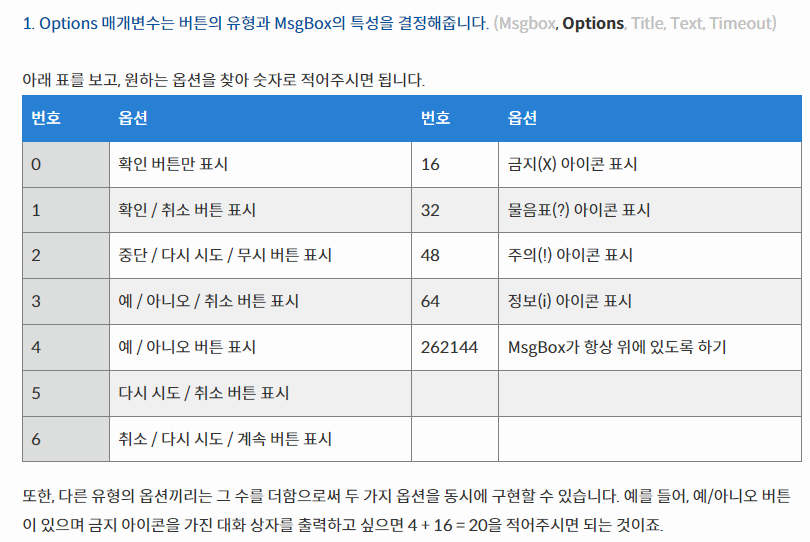 1. Options 매개변수는 버튼의 유형과 MsgBox의 특성을 결정해줍니다. (Msgbox, Options, Title, Text, Timeout)
아래 표를 보고, 원하는 옵션을 찾아 숫자로 적어주시면 됩니다.
번호 옵션 번호 옵션
0 확인 버튼만 표시 16 금지(X) 아이콘 표시
1 확인 / 취소 버튼 표시 32 물음표(?) 아이콘 표시
2 중단 / 다시 시도 / 무시 버튼 표시 48 주의(!) 아이콘 표시
3 예 / 아니오 / 취소 버튼 표시 64 정보(i) 아이콘 표시
4 예 / 아니오 버튼 표시 262144 MsgBox가 항상 위에 있도록 하기
5 다시 시도 / 취소 버튼 표시
6 취소 / 다시 시도 / 계속 버튼 표시
또한, 다른 유형의 옵션끼리는 그 수를 더함으로써 두 가지 옵션을 동시에 구현할 수 있습니다. 예를 들어, 예/아니오 버튼
이 있으며 금지 아이콘을 가진 대화 상자를 출력하고 싶으면 4 + 16 = 20을 적어주시면 되는 것이죠.